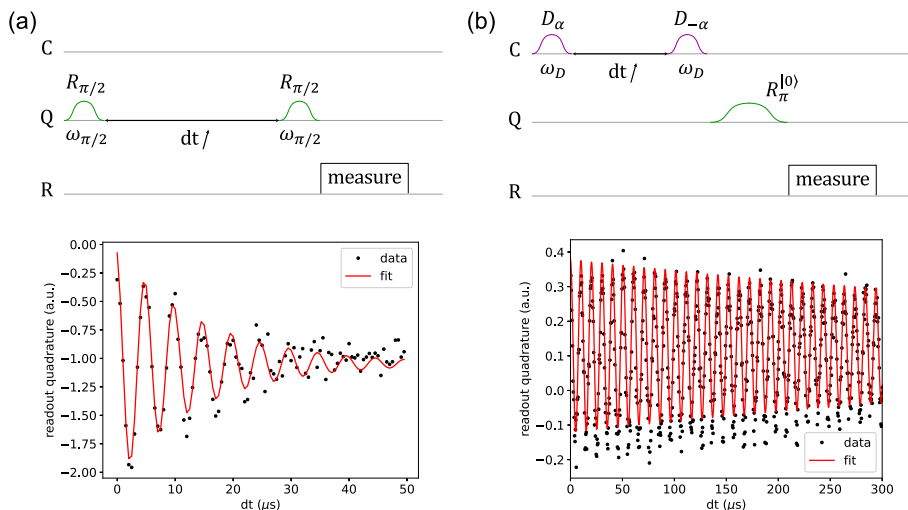 (a)
C
R_{π/2} R_{π/2}
Q
ω_{π/2} dt ω_{π/2}
R measure
0.00
−0.25
−0.50
−0.75
−1.00
−1.25
−1.50
−1.75
−2.00
readout quadrature (a.u.)
data
fit
0 10 20 30 40 50
dt (μs)
(b)
D_α D_{−α}
C
ω_D dt ω_D
R_π^{|0⟩}
Q
R measure
0.4
0.3
0.2
0.1
0.0
−0.1
−0.2
readout quadrature (a.u.)
data
fit
0 50 100 150 200 250 300
dt (μs)